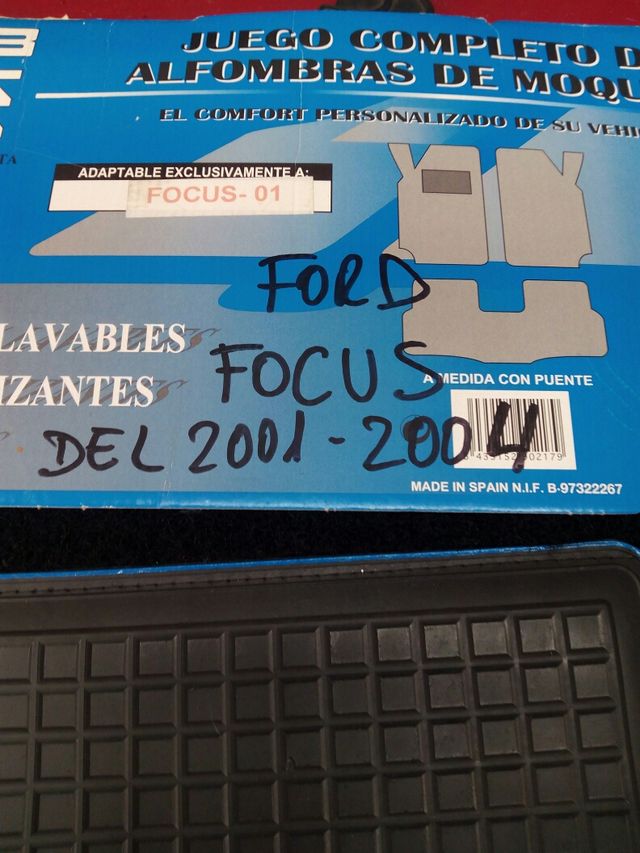 JUEGO COMPLETO D
ALFOMBRAS DE MOQU
EL COMFORT PERSONALIZADO DE SU VEHI
TA
ADAPTABLE EXCLUSIVAMENTE A:
FOCUS- 01
FORD
LAVABLES
FOCUS
IZANTES
A MEDIDA CON PUENTE
DEL 2001-2004
MADE IN SPAIN N.I.F. B-97322267